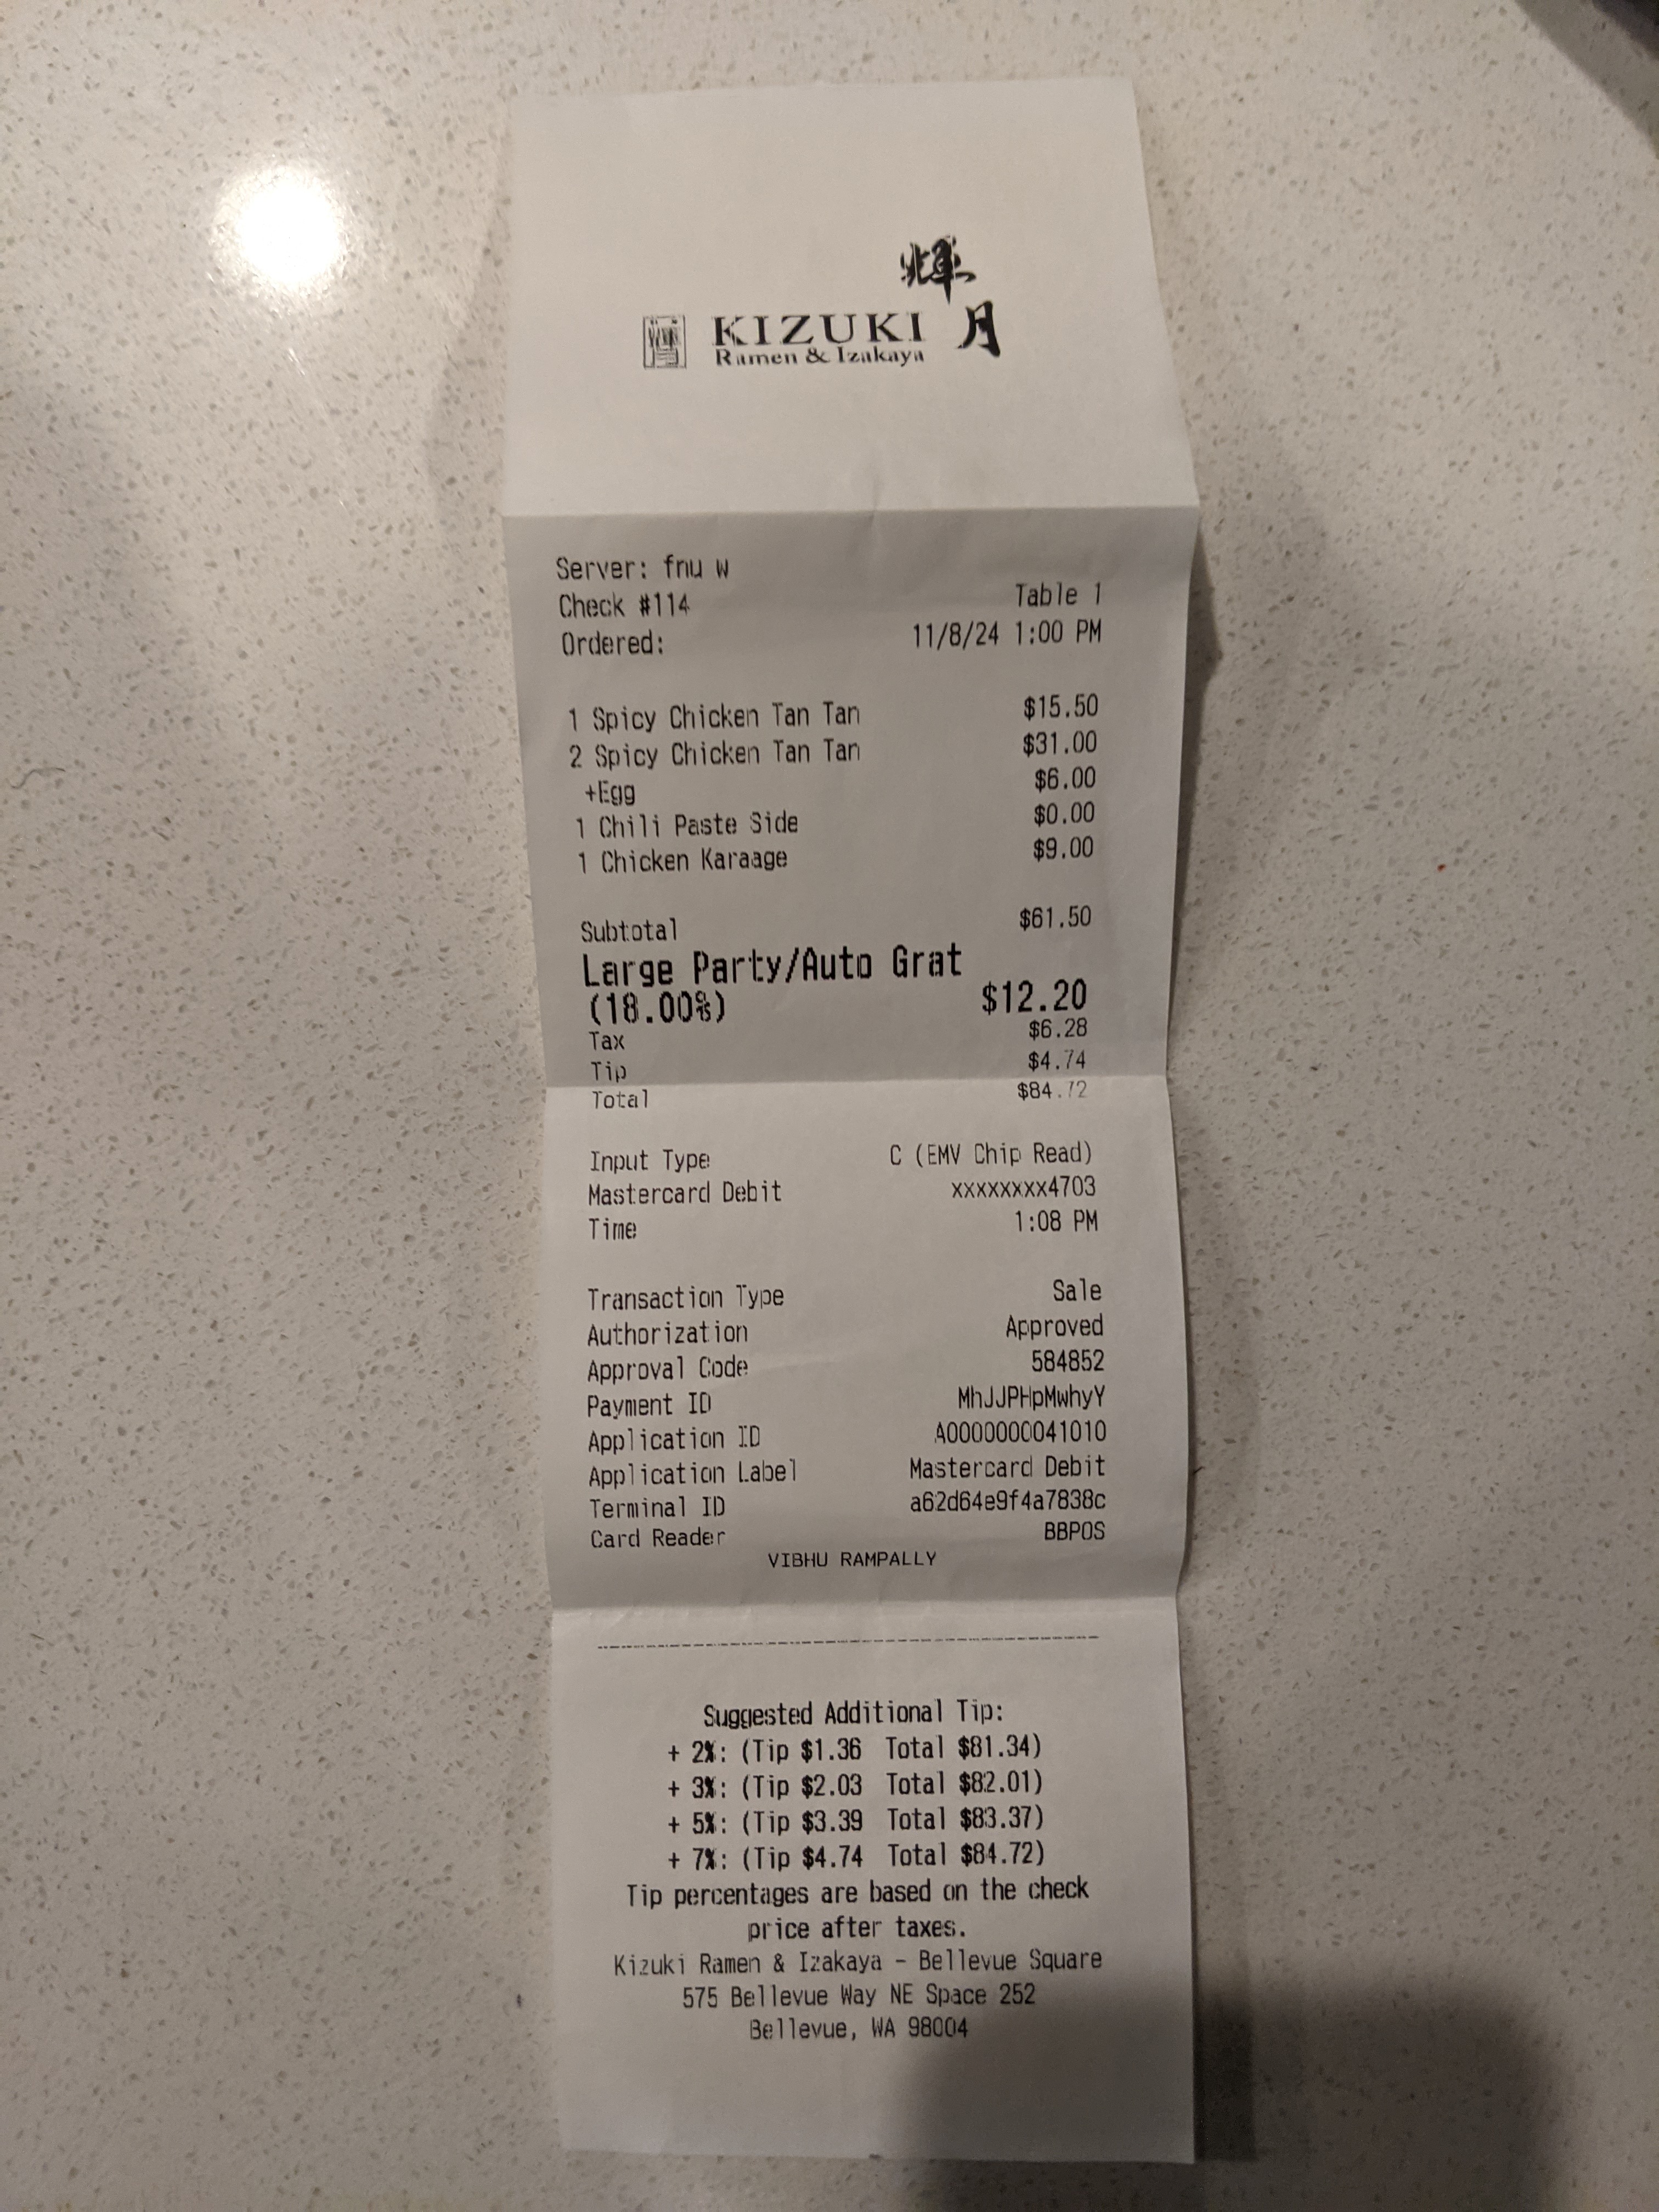 輝
月
KIZUKI
Ramen & Izakaya
Server: fnu w
Check #114 Table 1
Ordered: 11/8/24 1:00 PM
1 Spicy Chicken Tan Tan $15.50
2 Spicy Chicken Tan Tan $31.00
+Egg $6.00
1 Chili Paste Side $0.00
1 Chicken Karaage $9.00
Subtotal $61.50
Large Party/Auto Grat
(18.00%) $12.20
Tax $6.28
Tip $4.74
Total $84.72
Input Type C (EMV Chip Read)
Mastercard Debit xxxxxxxx4703
Time 1:08 PM
Transaction Type Sale
Authorization Approved
Approval Code 584852
Payment ID MhJJPHpMwhyY
Application ID A0000000041010
Application Label Mastercard Debit
Terminal ID a62d64e9f4a7838c
Card Reader BBPOS
VIBHU RAMPALLY
Suggested Additional Tip:
+ 2%: (Tip $1.36 Total $81.34)
+ 3%: (Tip $2.03 Total $82.01)
+ 5%: (Tip $3.39 Total $83.37)
+ 7%: (Tip $4.74 Total $84.72)
Tip percentages are based on the check
price after taxes.
Kizuki Ramen & Izakaya - Bellevue Square
575 Bellevue Way NE Space 252
Bellevue, WA 98004